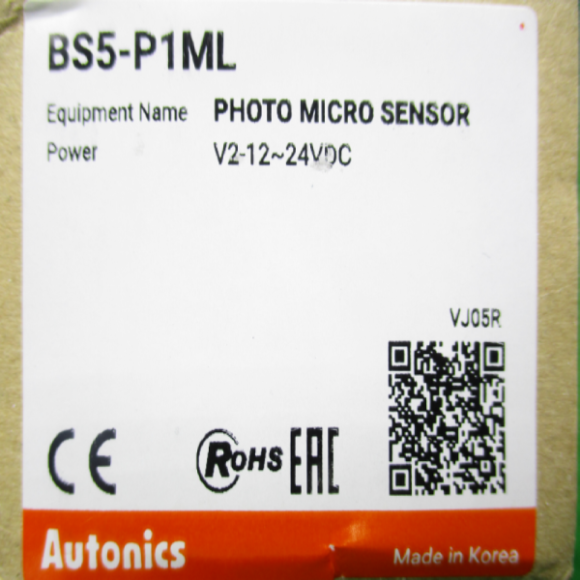 BS5-P1ML
Equipment Name PHOTO MICRO SENSOR
Power V2-12~24VDC
VJ05R
CE RoHS EAC
Autonics Made in Korea